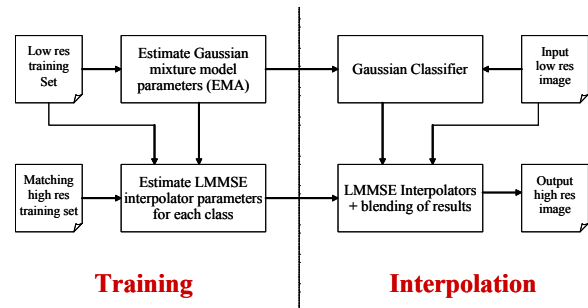 Low res
training
Set
Estimate Gaussian
mixture model
parameters (EMA)
Gaussian Classifier
Input
low res
image
Matching
high res
training set
Estimate LMMSE
interpolator parameters
for each class
LMMSE Interpolators
+ blending of results
Output
high res
image
Training
Interpolation